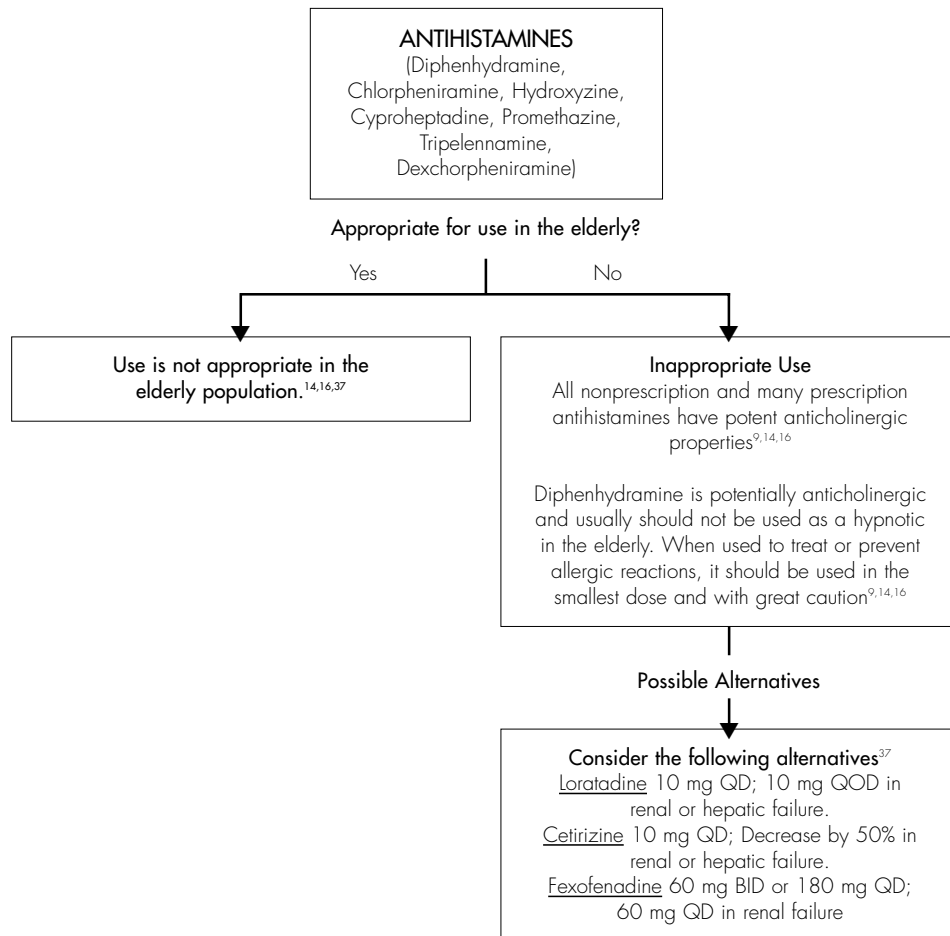 ANTIHISTAMINES
(Diphenhydramine,
Chlorpheniramine, Hydroxyzine,
Cyproheptadine, Promethazine,
Tripelennamine,
Dexchorpheniramine)
Appropriate for use in the elderly?
Yes
No
Use is not appropriate in the
elderly population.14,16,37
Inappropriate Use
All nonprescription and many prescription
antihistamines have potent anticholinergic
properties9,14,16
Diphenhydramine is potentially anticholinergic
and usually should not be used as a hypnotic
in the elderly. When used to treat or prevent
allergic reactions, it should be used in the
smallest dose and with great caution9,14,16
Possible Alternatives
Consider the following alternatives37
Loratadine 10 mg QD; 10 mg QOD in
renal or hepatic failure.
Cetirizine 10 mg QD; Decrease by 50% in
renal or hepatic failure.
Fexofenadine 60 mg BID or 180 mg QD;
60 mg QD in renal failure